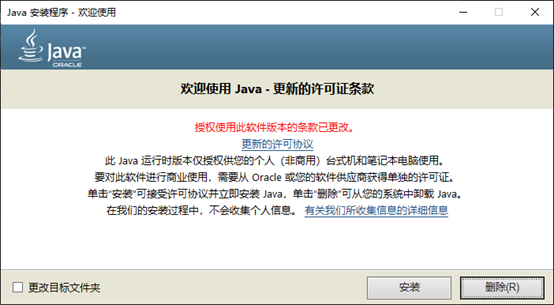 Java 安装程序 - 欢迎使用
Java
ORACLE
欢迎使用 Java - 更新的许可证条款
授权使用此软件版本的条款已更改。
更新的许可协议
此 Java 运行时版本仅授权供您的个人（非商用）台式机和笔记本电脑使用。
要对此软件进行商业使用，需要从 Oracle 或您的软件供应商获得单独的许可证。
单击“安装”可接受许可协议并立即安装 Java，单击“删除”可从您的系统中卸载 Java。
在我们的安装过程中，不会收集个人信息。 有关我们所收集信息的详细信息
更改目标文件夹 安装 删除(R)